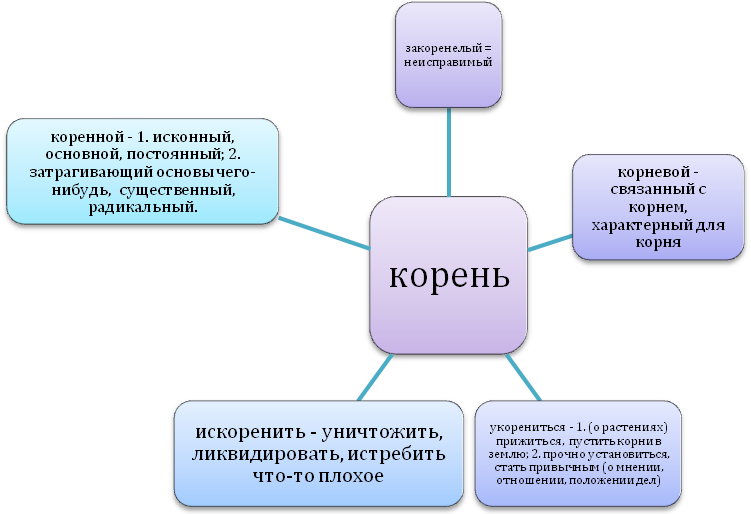 закоренелый =
неисправимый
коренной - 1. исконный,
основной, постоянный; 2.
затрагивающий основы чего-
нибудь, существенный,
радикальный.
корневой -
связанный с
корнем,
характерный для
корня
корень
искоренить - уничтожить,
ликвидировать, истребить
что-то плохое
укорениться - 1. (о растениях)
прижиться, пустить корни в
землю; 2. прочно установиться,
стать привычным (о мнении,
отношении, положении дел)